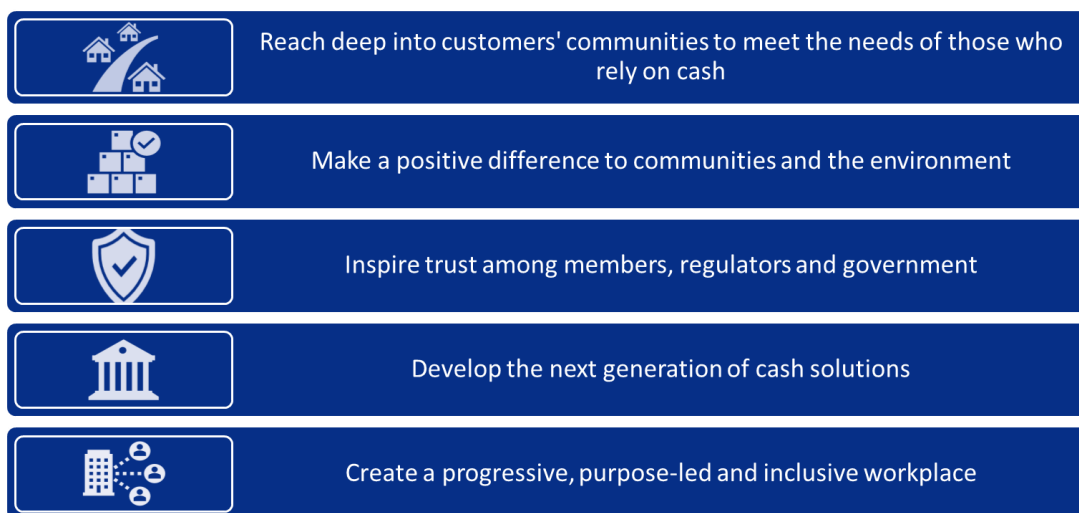 Reach deep into customers' communities to meet the needs of those who
rely on cash
Make a positive difference to communities and the environment
Inspire trust among members, regulators and government
Develop the next generation of cash solutions
Create a progressive, purpose-led and inclusive workplace